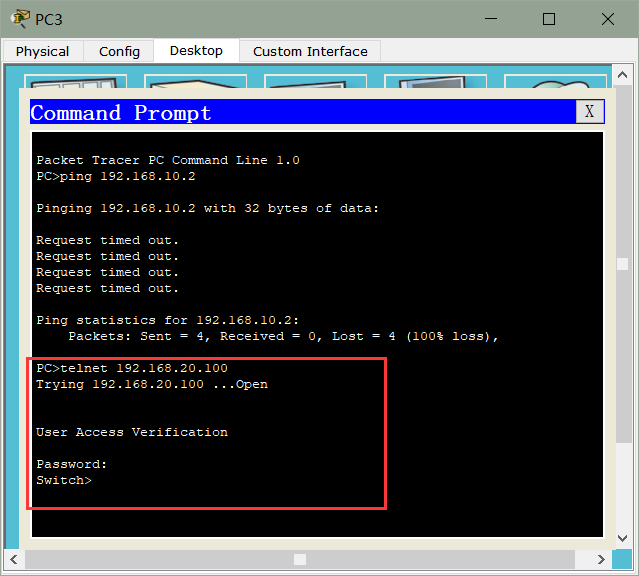 PC3
Physical Config Desktop Custom Interface
Command Prompt X
Packet Tracer PC Command Line 1.0
PC>ping 192.168.10.2
Pinging 192.168.10.2 with 32 bytes of data:
Request timed out.
Request timed out.
Request timed out.
Request timed out.
Ping statistics for 192.168.10.2:
Packets: Sent = 4, Received = 0, Lost = 4 (100% loss),
PC>telnet 192.168.20.100
Trying 192.168.20.100 ...Open
User Access Verification
Password:
Switch>